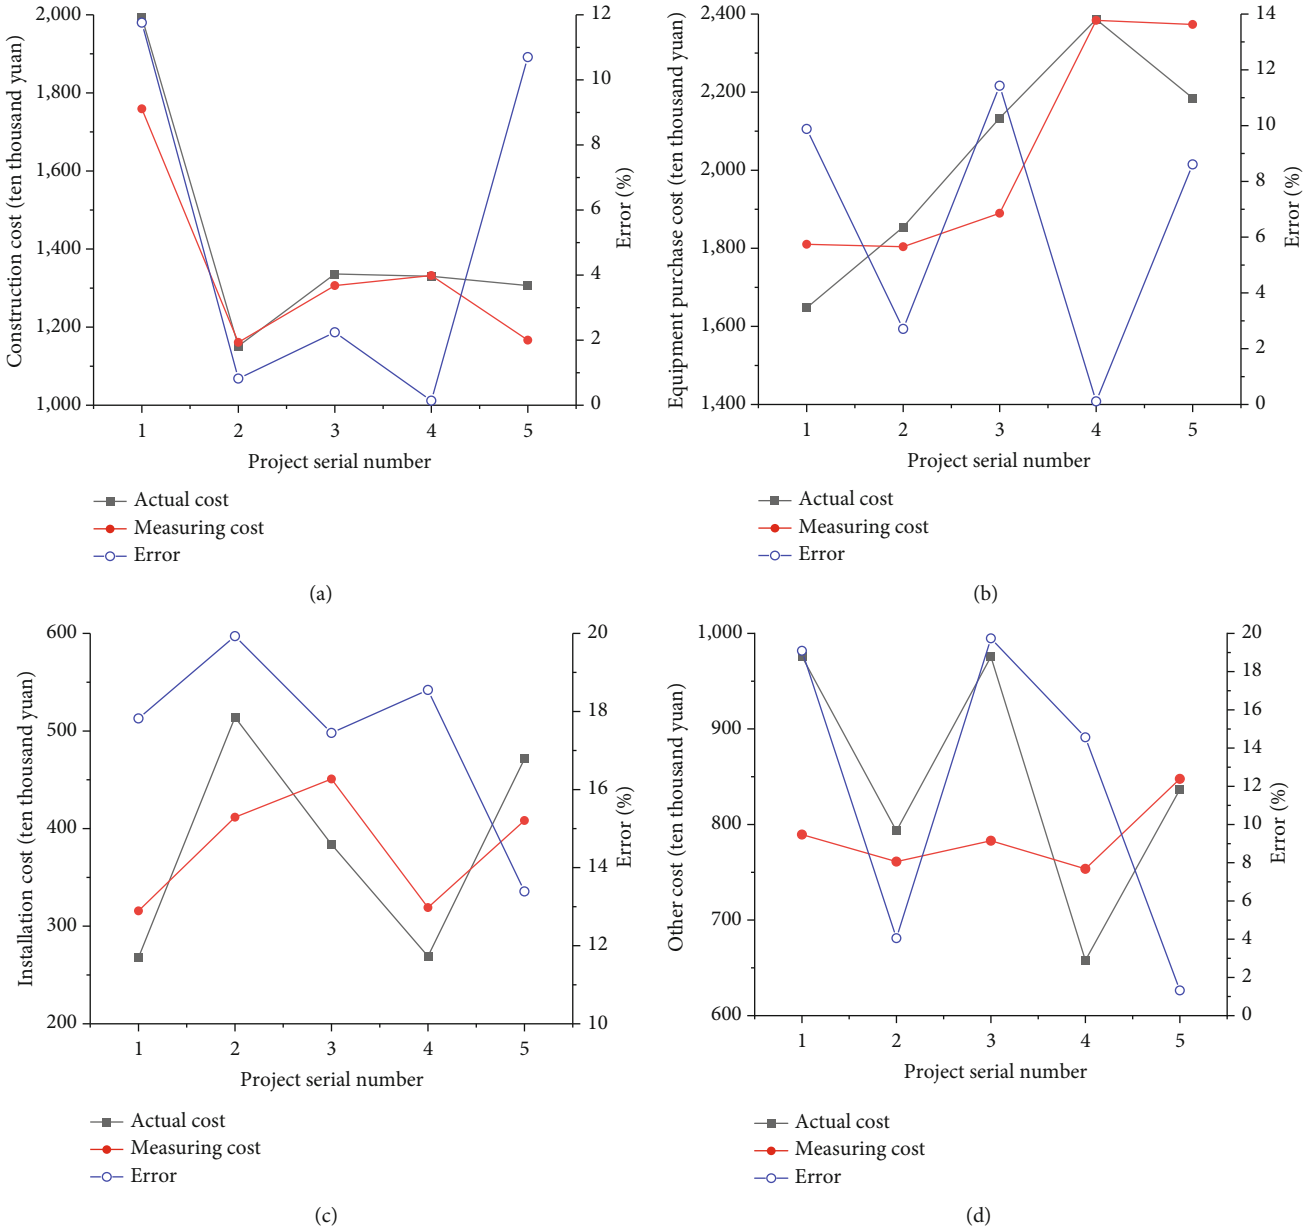 2,000
1,800
1,600
1,400
1,200
1,000
Construction cost (ten thousand yuan)
12
10
8
6
4
2
0
Error (%)
1 2 3 4 5
Project serial number
Actual cost
Measuring cost
Error
(a)
2,400
2,200
2,000
1,800
1,600
1,400
Equipment purchase cost (ten thousand yuan)
14
12
10
8
6
4
2
0
Error (%)
1 2 3 4 5
Project serial number
Actual cost
Measuring cost
Error
(b)
600
500
400
300
200
Installation cost (ten thousand yuan)
20
18
16
14
12
10
Error (%)
1 2 3 4 5
Project serial number
Actual cost
Measuring cost
Error
(c)
1,000
900
800
700
600
Other cost (ten thousand yuan)
20
18
16
14
12
10
8
6
4
2
0
Error (%)
1 2 3 4 5
Project serial number
Actual cost
Measuring cost
Error
(d)